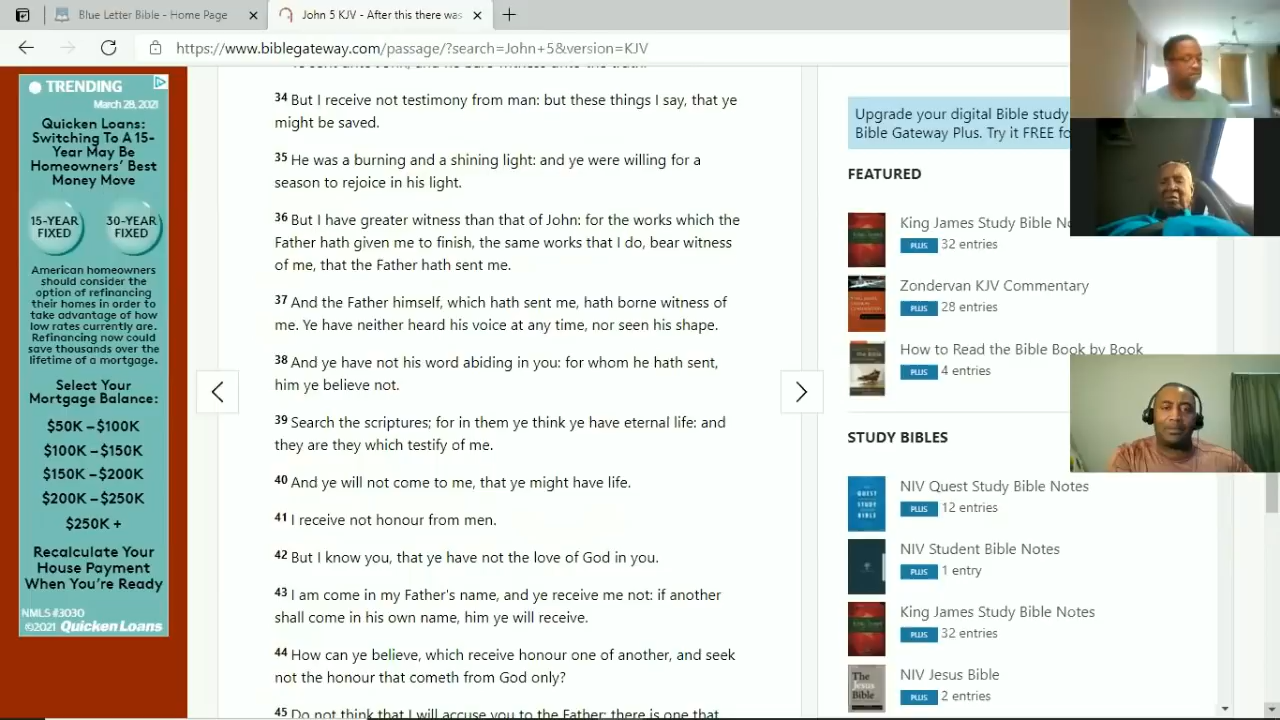 Blue Letter Bible - Home Page
John 5 KJV - After this there was
https://www.biblegateway.com/passage/?search=John+5&version=KJV
TRENDING
March 28, 2021
Quicken Loans:
Switching To A 15-
Year May Be
Homeowners' Best
Money Move
15-YEAR
FIXED
30-YEAR
FIXED
American homeowners
should consider the
option of refinancing
their homes in order to
take advantage of how
low rates currently are.
Refinancing now could
save thousands over the
lifetime of a mortgage.
Select Your
Mortgage Balance:
$50K – $100K
$100K – $150K
$150K – $200K
$200K – $250K
$250K +
Recalculate Your
House Payment
When You're Ready
NMLS #3030
©2021 Quicken Loans
34 But I receive not testimony from man: but these things I say, that ye
might be saved.
35 He was a burning and a shining light: and ye were willing for a
season to rejoice in his light.
36 But I have greater witness than that of John: for the works which the
Father hath given me to finish, the same works that I do, bear witness
of me, that the Father hath sent me.
37 And the Father himself, which hath sent me, hath borne witness of
me. Ye have neither heard his voice at any time, nor seen his shape.
38 And ye have not his word abiding in you: for whom he hath sent,
him ye believe not.
39 Search the scriptures; for in them ye think ye have eternal life: and
they are they which testify of me.
40 And ye will not come to me, that ye might have life.
41 I receive not honour from men.
42 But I know you, that ye have not the love of God in you.
43 I am come in my Father's name, and ye receive me not: if another
shall come in his own name, him ye will receive.
44 How can ye believe, which receive honour one of another, and seek
not the honour that cometh from God only?
45 Do not think that I will accuse you to the Father: there is one that
Upgrade your digital Bible study
Bible Gateway Plus. Try it FREE fo
FEATURED
King James Study Bible No
PLUS 32 entries
Zondervan KJV Commentary
PLUS 28 entries
How to Read the Bible Book by Book
PLUS 4 entries
STUDY BIBLES
NIV Quest Study Bible Notes
PLUS 12 entries
NIV Student Bible Notes
PLUS 1 entry
King James Study Bible Notes
PLUS 32 entries
NIV Jesus Bible
PLUS 2 entries